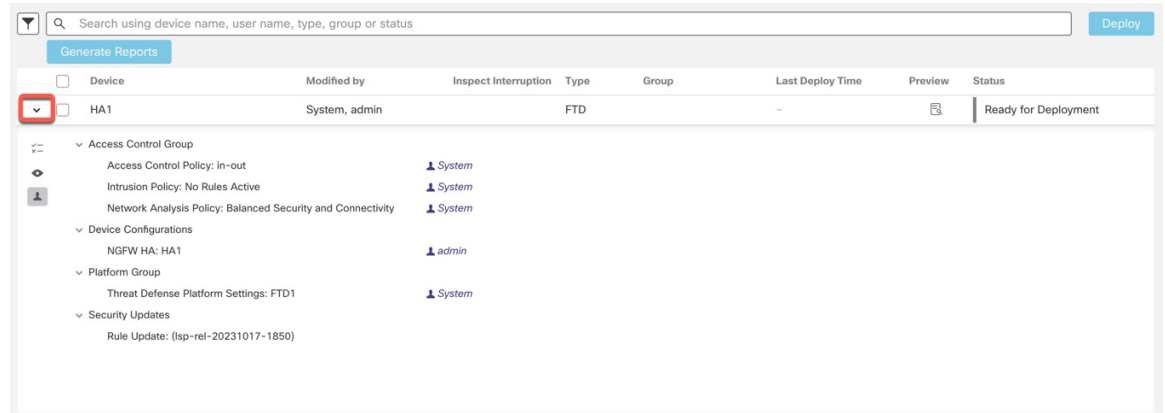 Search using device name, user name, type, group or status
Deploy
Generate Reports
Device Modified by Inspect Interruption Type Group Last Deploy Time Preview Status
HA1 System, admin FTD – Ready for Deployment
Access Control Group
Access Control Policy: in-out System
Intrusion Policy: No Rules Active System
Network Analysis Policy: Balanced Security and Connectivity System
Device Configurations
NGFW HA: HA1 admin
Platform Group
Threat Defense Platform Settings: FTD1 System
Security Updates
Rule Update: (lsp-rel-20231017-1850)